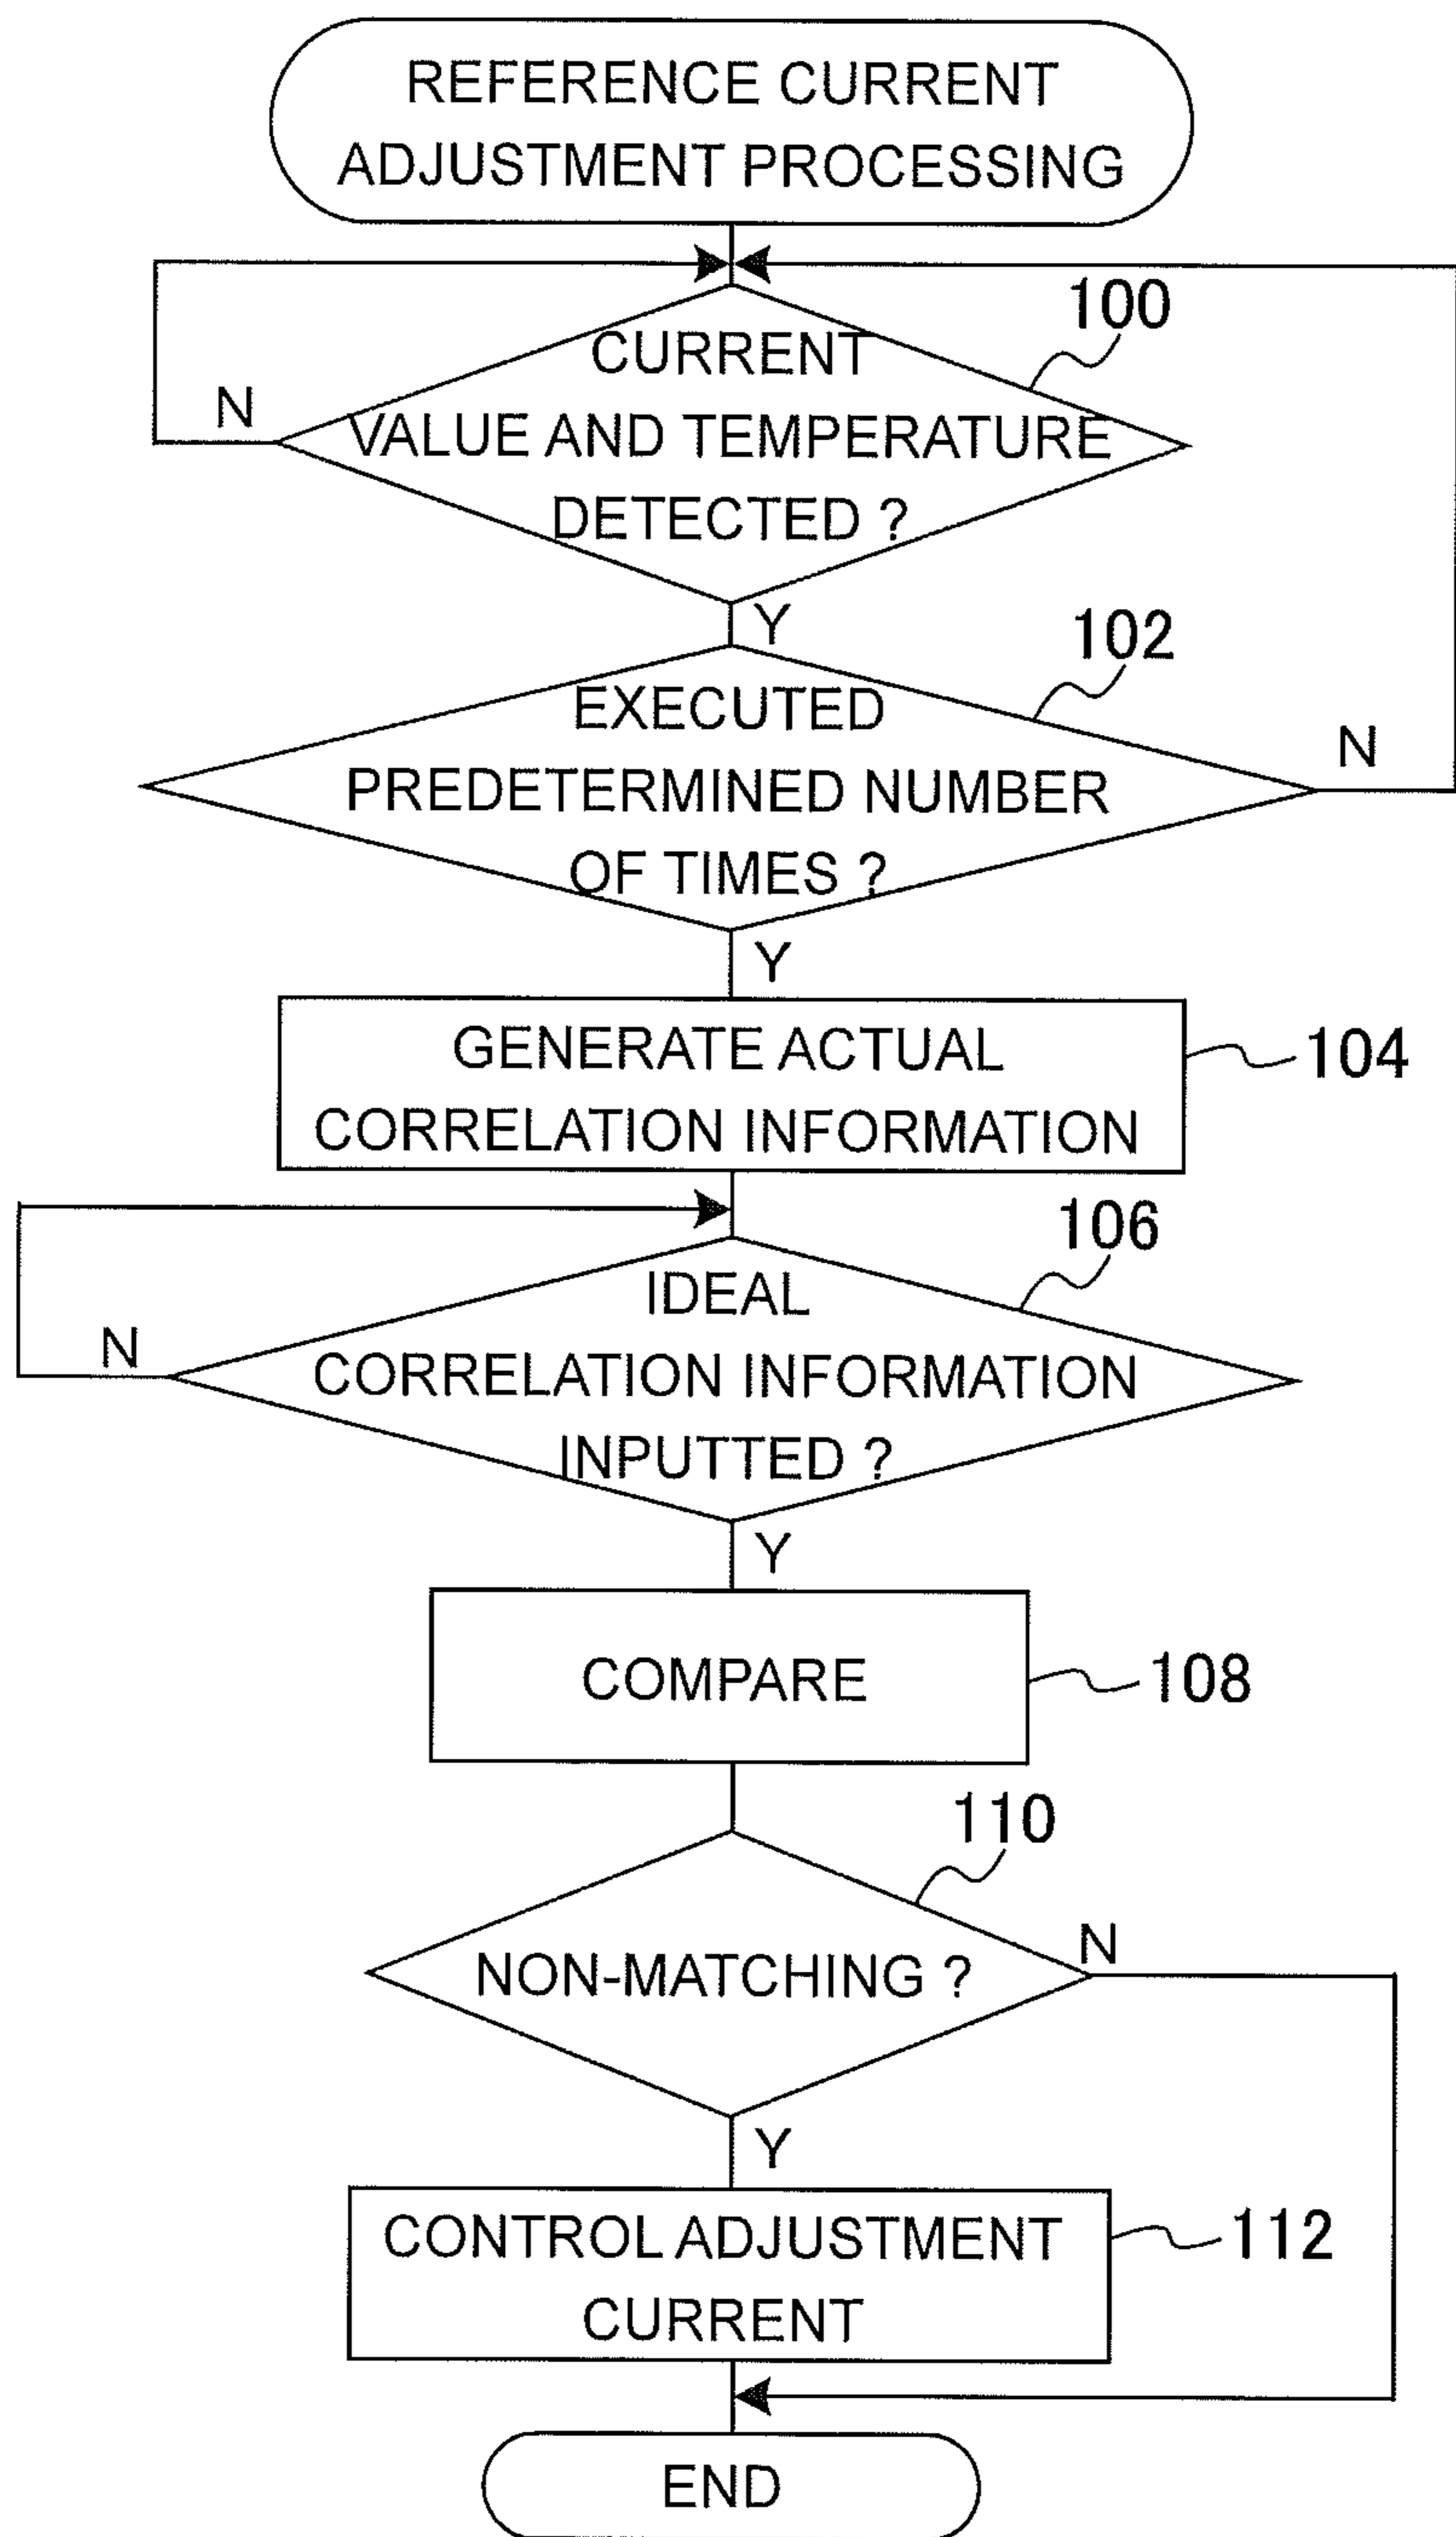 REFERENCE CURRENT
ADJUSTMENT PROCESSING
100
CURRENT
N
VALUE AND TEMPERATURE
DETECTED ?
Y
102
EXECUTED
N
PREDETERMINED NUMBER
OF TIMES ?
Y
GENERATE ACTUAL
104
CORRELATION INFORMATION
106
IDEAL
N
CORRELATION INFORMATION
INPUTTED ?
Y
COMPARE
108
110
N
NON-MATCHING ?
Y
CONTROL ADJUSTMENT
112
CURRENT
END